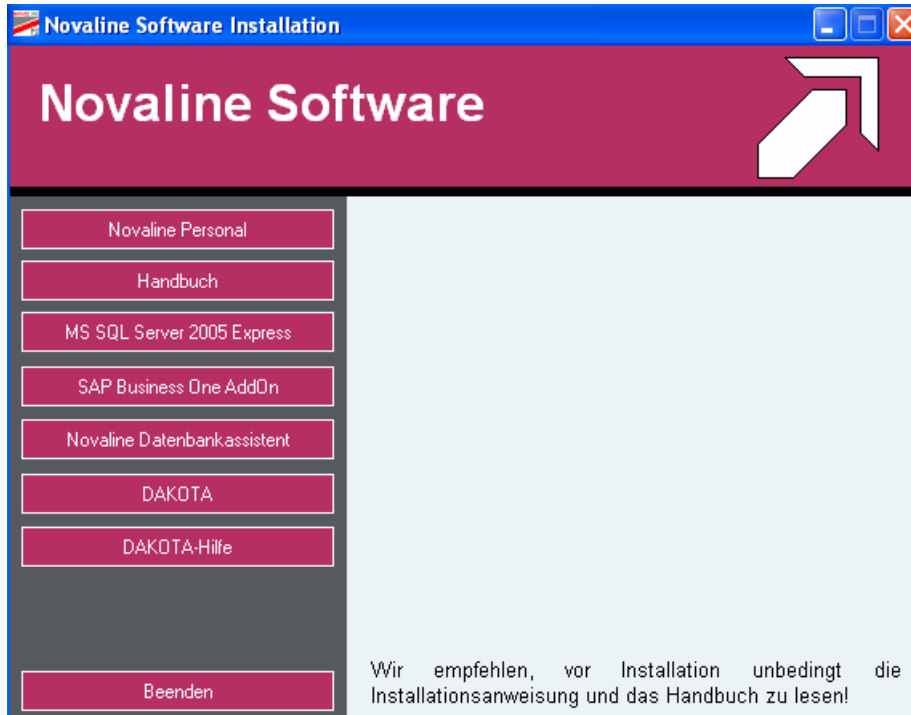 Novaline Software Installation
Novaline Software
Novaline Personal
Handbuch
MS SQL Server 2005 Express
SAP Business One AddOn
Novaline Datenbankassistent
DAKOTA
DAKOTA-Hilfe
Beenden
Wir empfehlen, vor Installation unbedingt die
Installationsanweisung und das Handbuch zu lesen!